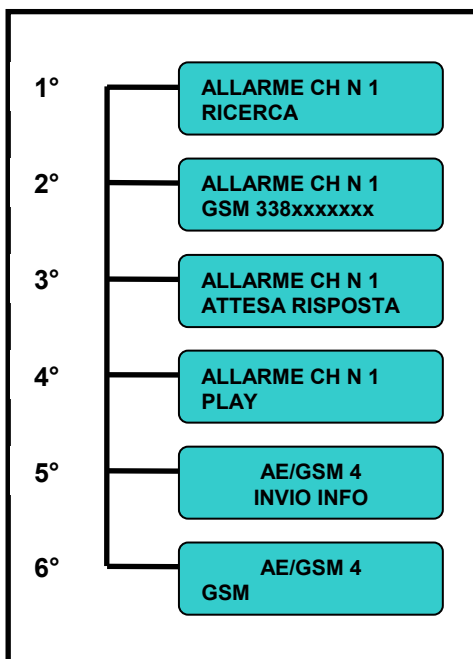 1°
ALLARME CH N 1
RICERCA
2°
ALLARME CH N 1
GSM 338xxxxxxx
3°
ALLARME CH N 1
ATTESA RISPOSTA
4°
ALLARME CH N 1
PLAY
5°
AE/GSM 4
INVIO INFO
6°
AE/GSM 4
GSM